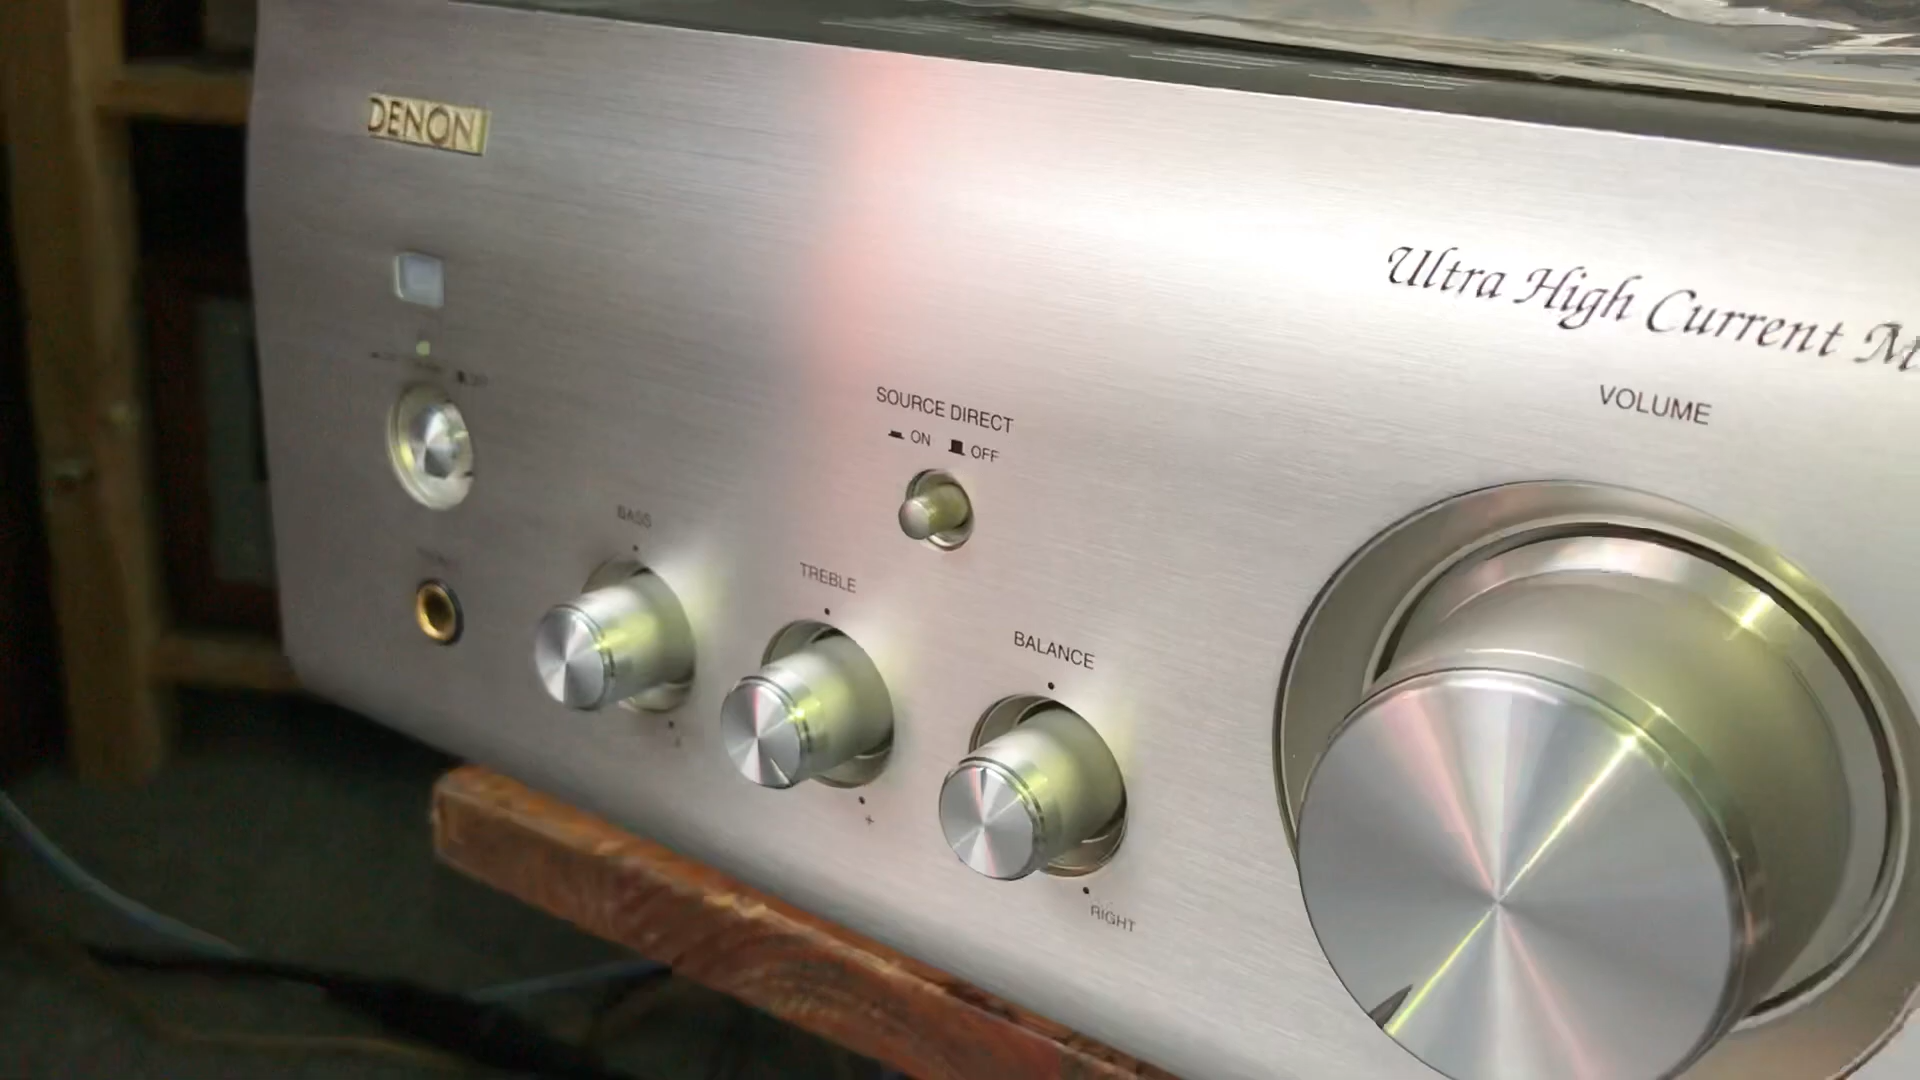 DENON
Ultra High Current
SOURCE DIRECT
ON OFF
VOLUME
BASS
TREBLE
BALANCE
+
RIGHT